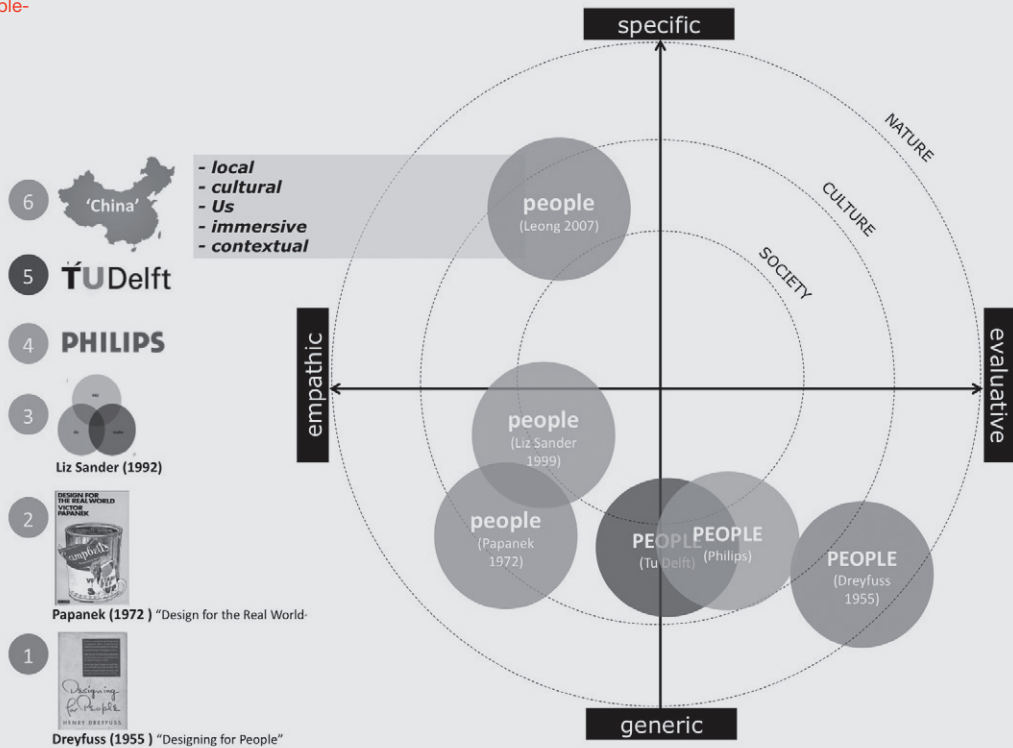 ple-
specific
NATURE
CULTURE
SOCIETY
6
'China'
- local
- cultural
- Us
- immersive
- contextual
people
(Leong 2007)
5
TUDelft
4
PHILIPS
empathic
evaluative
3
say
do
make
Liz Sander (1992)
people
(Liz Sander
1999)
2
DESIGN FOR
THE REAL WORLD
VICTOR
PAPANEK
people
(Papanek
1972)
PEOPLE
(Tu Delft)
PEOPLE
(Philips)
PEOPLE
(Dreyfuss
1955)
Papanek (1972 ) "Design for the Real World-
1
Designing
for People
HENRY DREYFUSS
Dreyfuss (1955 ) "Designing for People"
generic